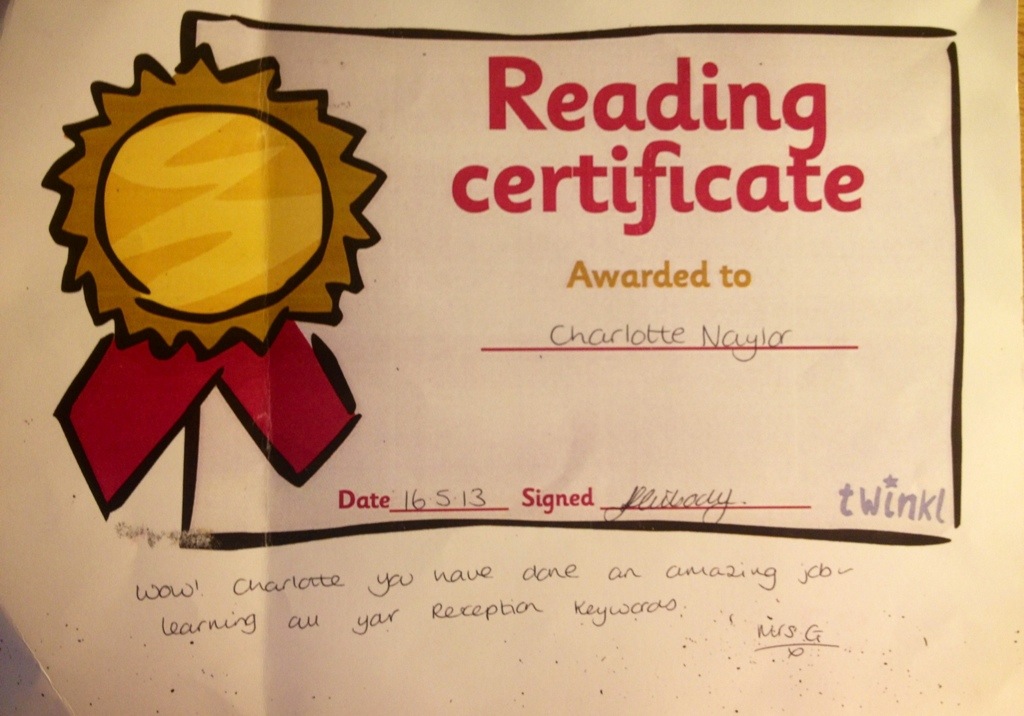 Reading
certificate
Awarded to
Charlotte Naylor
Date 16.5.13 Signed
twinkl
Wow! Charlotte you have done an amazing job -
learning all your Reception Keywords.
Mrs G
x